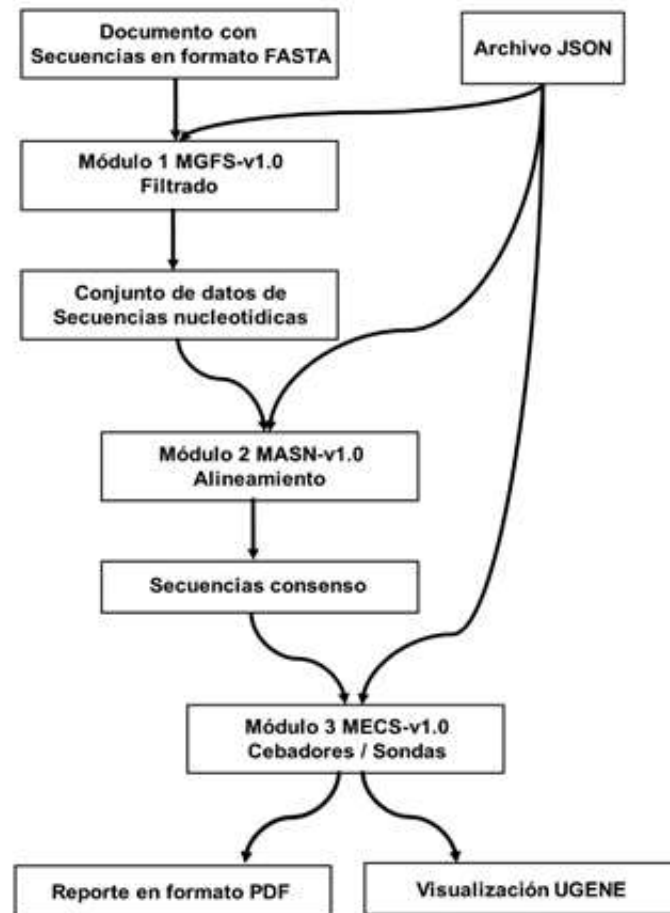 Documento con
Secuencias en formato FASTA
Archivo JSON
Módulo 1 MGFS-v1.0
Filtrado
Conjunto de datos de
Secuencias nucleotídicas
Módulo 2 MASN-v1.0
Alineamiento
Secuencias consenso
Módulo 3 MECS-v1.0
Cebadores / Sondas
Reporte en formato PDF
Visualización UGENE